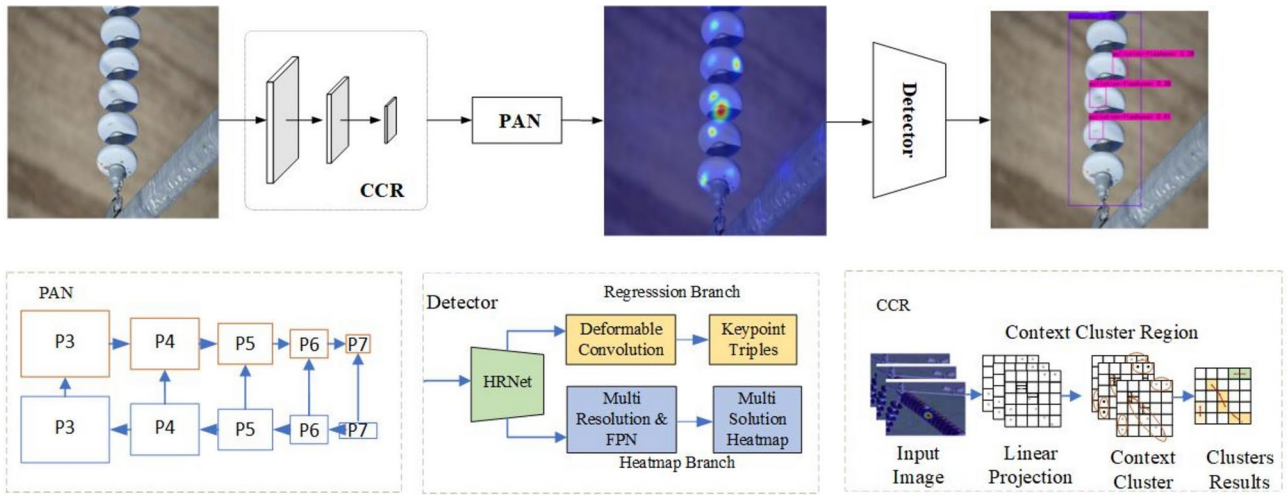 CCR
PAN
Detector
PAN
P3
P4
P5
P6
P7
P3
P4
P5
P6
P7
Detector
Regresssion Branch
HRNet
Deformable
Convolution
Keypoint
Triples
Multi
Resolution &
FPN
Multi
Solution
Heatmap
Heatmap Branch
CCR
Context Cluster Region
Input
Image
Linear
Projection
Context
Cluster
Clusters
Results